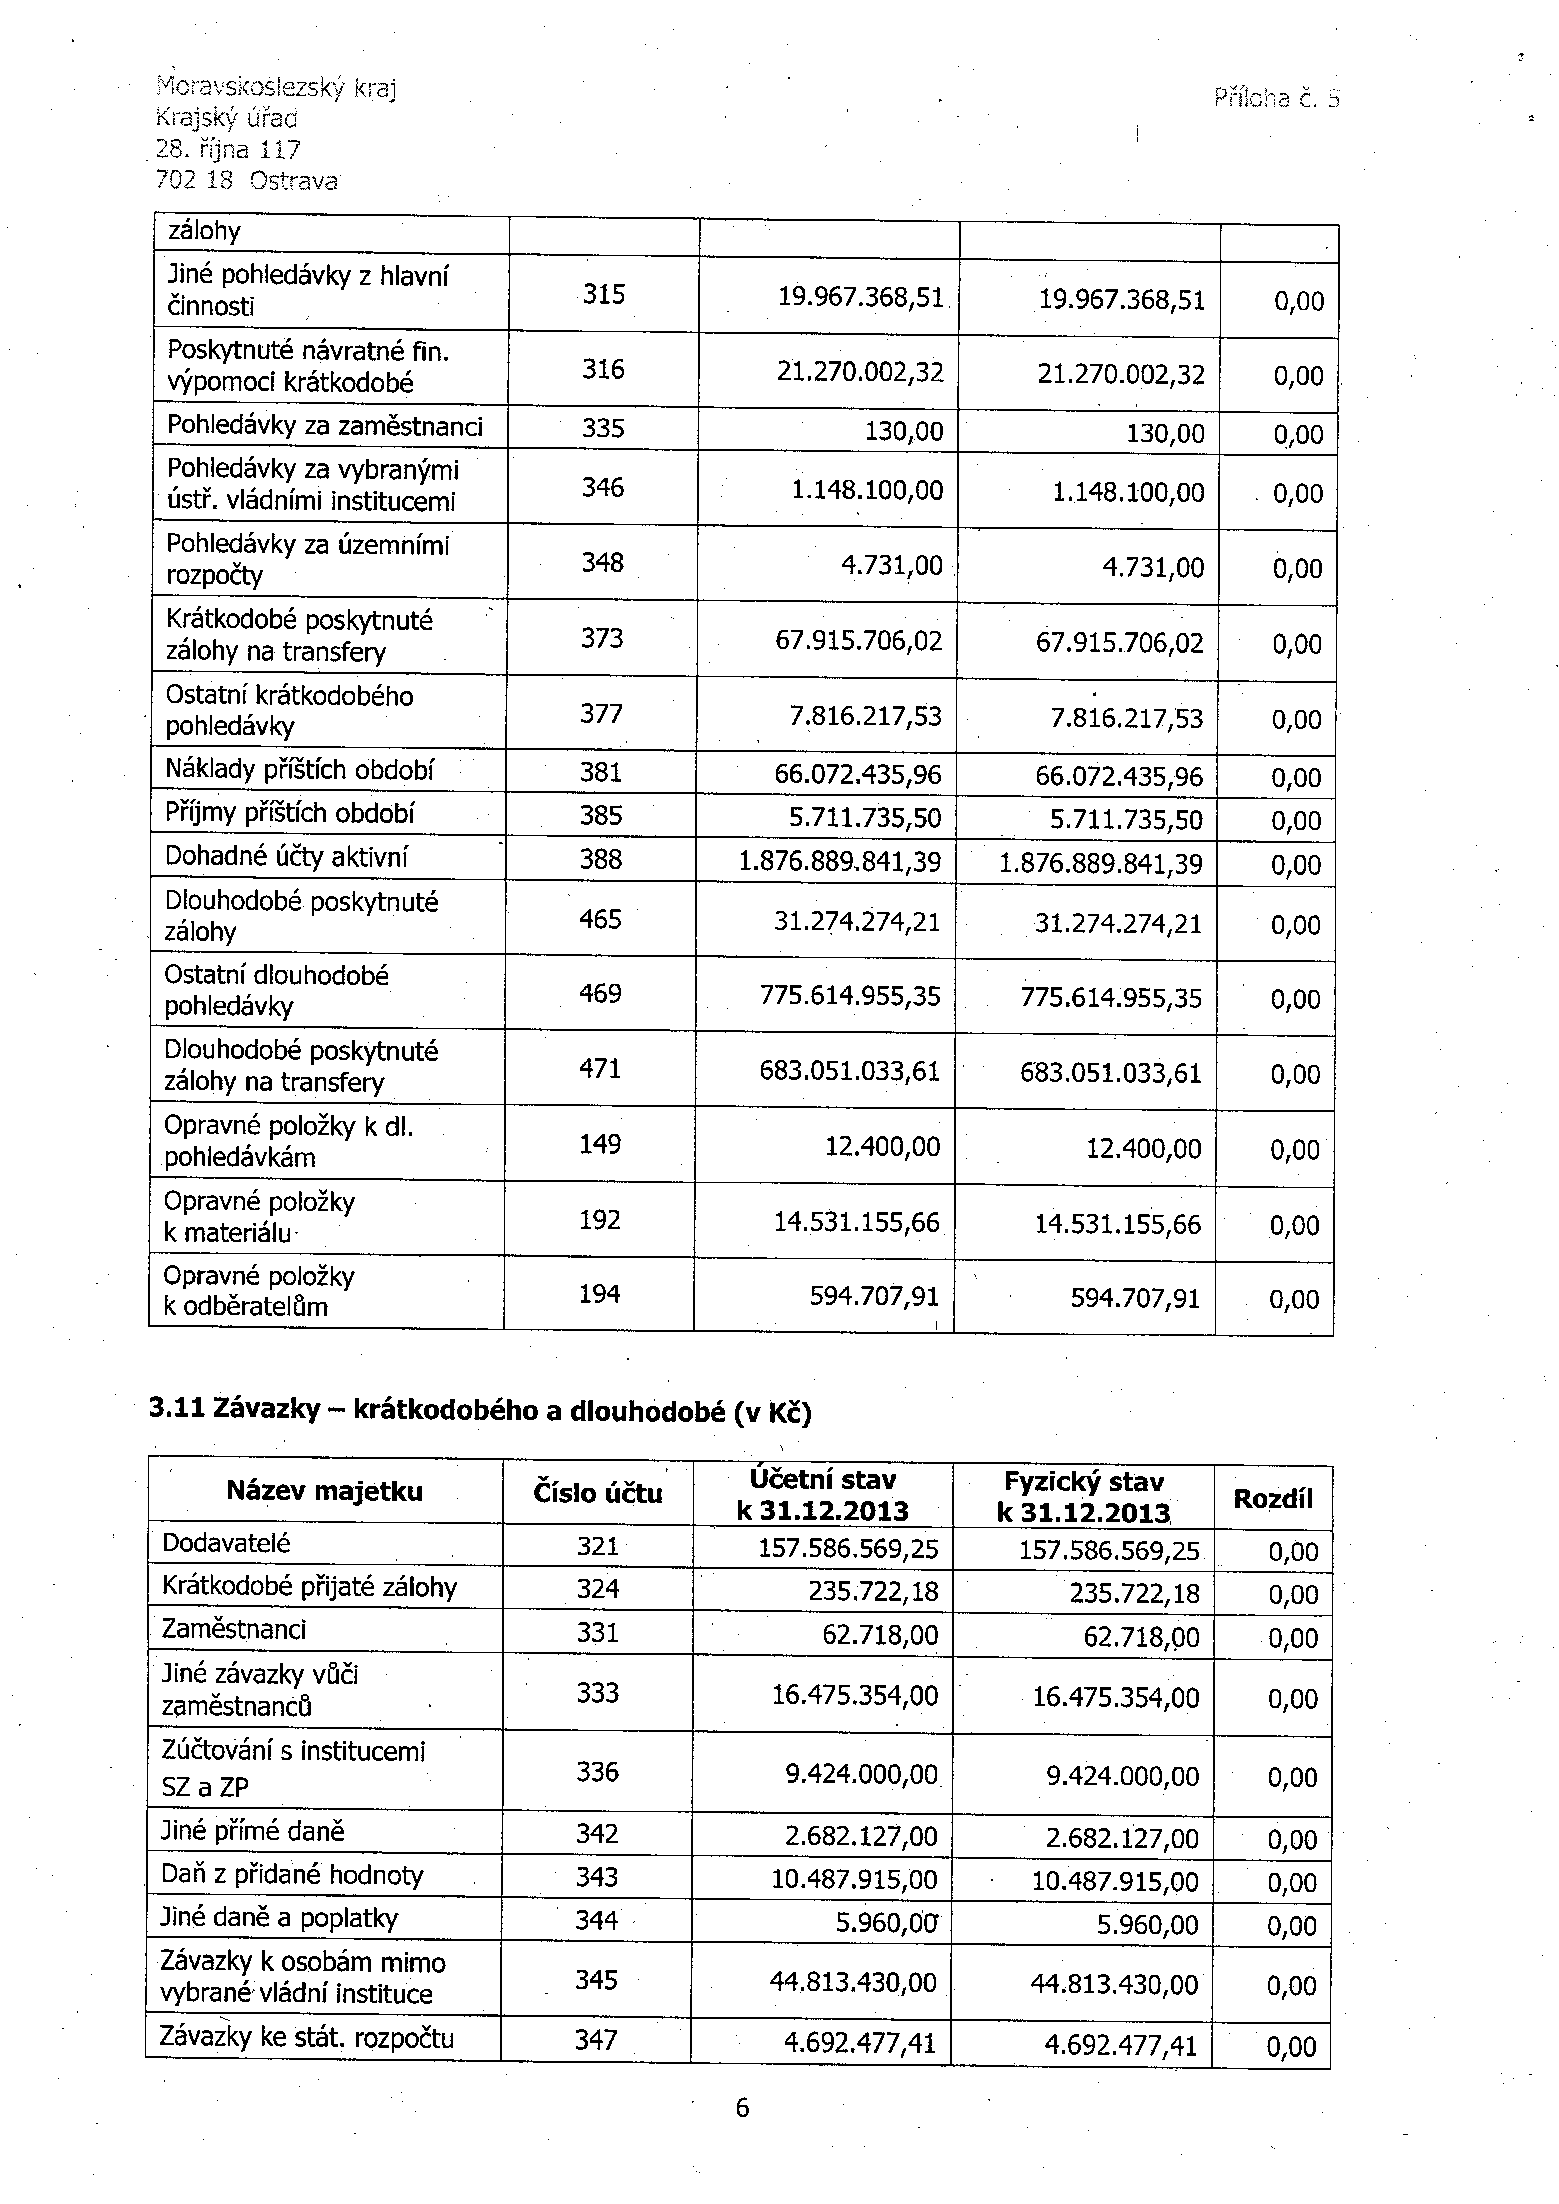 Moravskoslezský kraj
Příloha č. 5
Krajský úřad
28. října 117
702 18 Ostrava
zálohy
Jiné pohledávky z hlavní
činnosti 315 19.967.368,51 19.967.368,51 0,00
Poskytnuté návratné fin.
výpomoci krátkodobé 316 21.270.002,32 21.270.002,32 0,00
Pohledávky za zaměstnanci 335 130,00 130,00 0,00
Pohledávky za vybranými
ústř. vládními institucemi 346 1.148.100,00 1.148.100,00 0,00
Pohledávky za územními
rozpočty 348 4.731,00 4.731,00 0,00
Krátkodobé poskytnuté
zálohy na transfery 373 67.915.706,02 67.915.706,02 0,00
Ostatní krátkodobého
pohledávky 377 7.816.217,53 7.816.217,53 0,00
Náklady příštích období 381 66.072.435,96 66.072.435,96 0,00
Příjmy příštích období 385 5.711.735,50 5.711.735,50 0,00
Dohadné účty aktivní 388 1.876.889.841,39 1.876.889.841,39 0,00
Dlouhodobé poskytnuté
zálohy 465 31.274.274,21 31.274.274,21 0,00
Ostatní dlouhodobé
pohledávky 469 775.614.955,35 775.614.955,35 0,00
Dlouhodobé poskytnuté
zálohy na transfery 471 683.051.033,61 683.051.033,61 0,00
Opravné položky k dl.
pohledávkám 149 12.400,00 12.400,00 0,00
Opravné položky
k materiálu 192 14.531.155,66 14.531.155,66 0,00
Opravné položky
k odběratelům 194 594.707,91 594.707,91 0,00
3.11 Závazky – krátkodobého a dlouhodobé (v Kč)
Název majetku Číslo účtu Účetní stav k 31.12.2013 Fyzický stav k 31.12.2013 Rozdíl
Dodavatelé 321 157.586.569,25 157.586.569,25 0,00
Krátkodobé přijaté zálohy 324 235.722,18 235.722,18 0,00
Zaměstnanci 331 62.718,00 62.718,00 0,00
Jiné závazky vůči
zaměstnanců 333 16.475.354,00 16.475.354,00 0,00
Zúčtování s institucemi
SZ a ZP 336 9.424.000,00 9.424.000,00 0,00
Jiné přímé daně 342 2.682.127,00 2.682.127,00 0,00
Daň z přidané hodnoty 343 10.487.915,00 10.487.915,00 0,00
Jiné daně a poplatky 344 5.960,00 5.960,00 0,00
Závazky k osobám mimo
vybrané vládní instituce 345 44.813.430,00 44.813.430,00 0,00
Závazky ke stát. rozpočtu 347 4.692.477,41 4.692.477,41 0,00
6